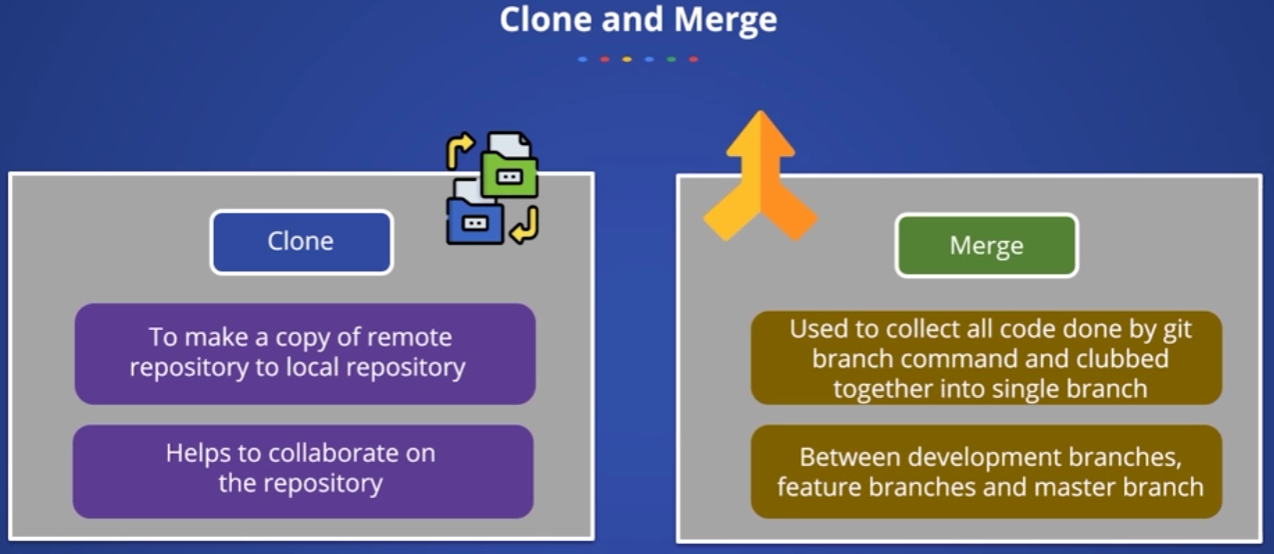 Clone and Merge
Clone
To make a copy of remote
repository to local repository
Helps to collaborate on
the repository
Merge
Used to collect all code done by git
branch command and clubbed
together into single branch
Between development branches,
feature branches and master branch